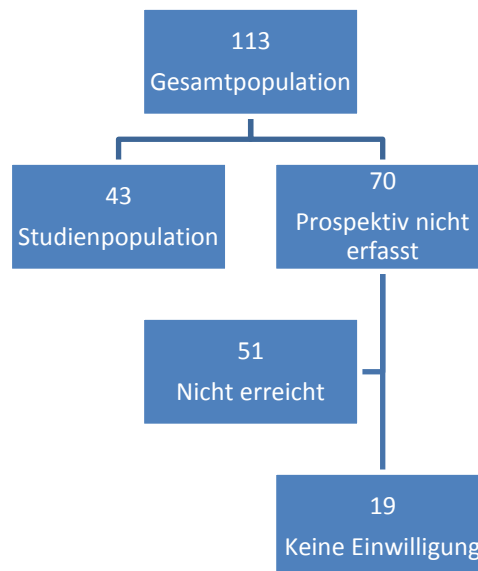 113
Gesamtpopulation
43
Studienpopulation
70
Prospektiv nicht
erfasst
51
Nicht erreicht
19
Keine Einwilligung